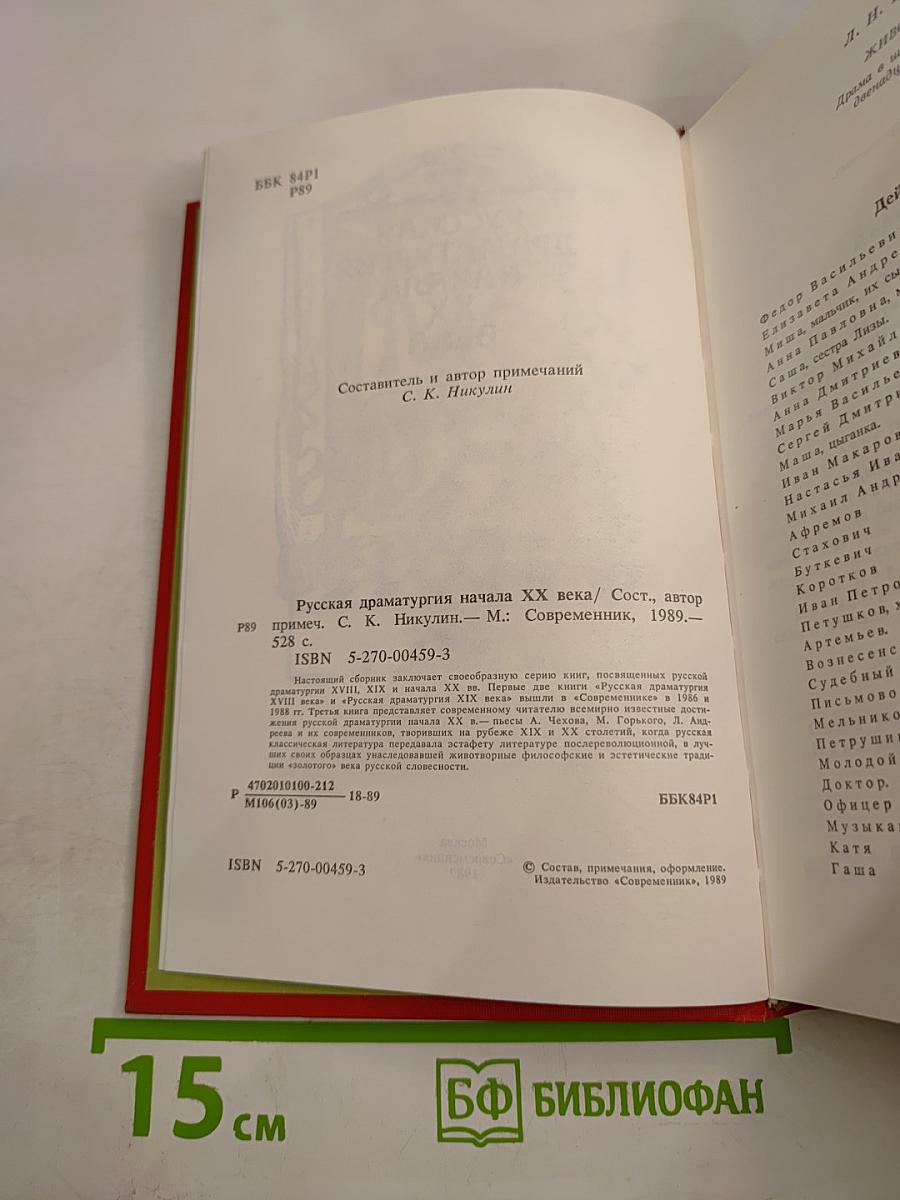 ББК 84Р1
Р89
Составитель и автор примечаний
С. К. Никулин
Русская драматургия начала XX века/ Сост., автор
Р89 примеч. С. К. Никулин.— М.: Современник, 1989.—
528 с.
ISBN 5-270-00459-3
Настоящий сборник заключает своеобразную серию книг, посвященных русской
драматургии XVIII, XIX и начала XX вв. Первые две книги «Русская драматургия
XVIII века» и «Русская драматургия XIX века» вышли в «Современнике» в 1986 и
1988 гг. Третья книга представляет современному читателю всемирно известные дости-
жения русской драматургии начала XX в.— пьесы А. Чехова, М. Горького, Л. Анд-
реева и их современников, творивших на рубеже XIX и XX столетий, когда русская
классическая литература передавала эстафету литературе послереволюционной, в луч-
ших своих образцах унаследовавшей животворные философские и эстетические тради-
ции «золотого» века русской словесности.
Р 4702010100-212 18-89
М106(03)-89
ББК84Р1
ISBN 5-270-00459-3
© Состав, примечания, оформление.
Издательство «Современник», 1989
Л. Н.
Драма в
Дей
Федор Васильеви
Елизавета Андре
Миша, мальчик, их сы
Анна Павловна,
Саша, сестра Лизы.
Виктор Михайл
Анна Дмитрие
Марья Василье
Сергей Дмитри
Маша, цыганка.
Иван Макаров
Настасья Ива
Михаил Андр
Афремов
Стахович
Буткевич
Коротков
Иван Петро
Петушков, х
Артемьев.
Вознесенс
Судебный
Письмово
Мельнико
Петрушин
Молодой
Доктор.
Офицер
Музыка
Катя
Гаша
15 см
БФ БИБЛИОФАН